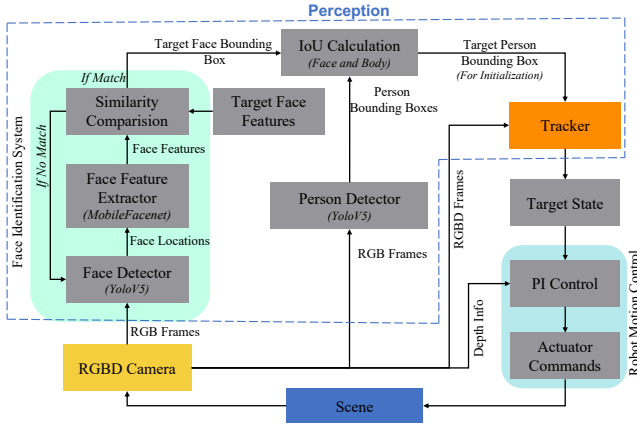 Perception
Target Face Bounding
Box
IoU Calculation
(Face and Body)
Target Person
Bounding Box
(For Initialization)
If Match
Person
Bounding Boxes
Similarity
Comparision
Target Face
Features
Tracker
If No Match
Face Features
Face Identification System
Face Feature
Extractor
(MobileFacenet)
Person Detector
(YoloV5)
RGBD Frames
Target State
Face Locations
Face Detector
(YoloV5)
RGB Frames
PI Control
Robot Motion Control
RGB Frames
Depth Info
RGBD Camera
Actuator
Commands
Scene